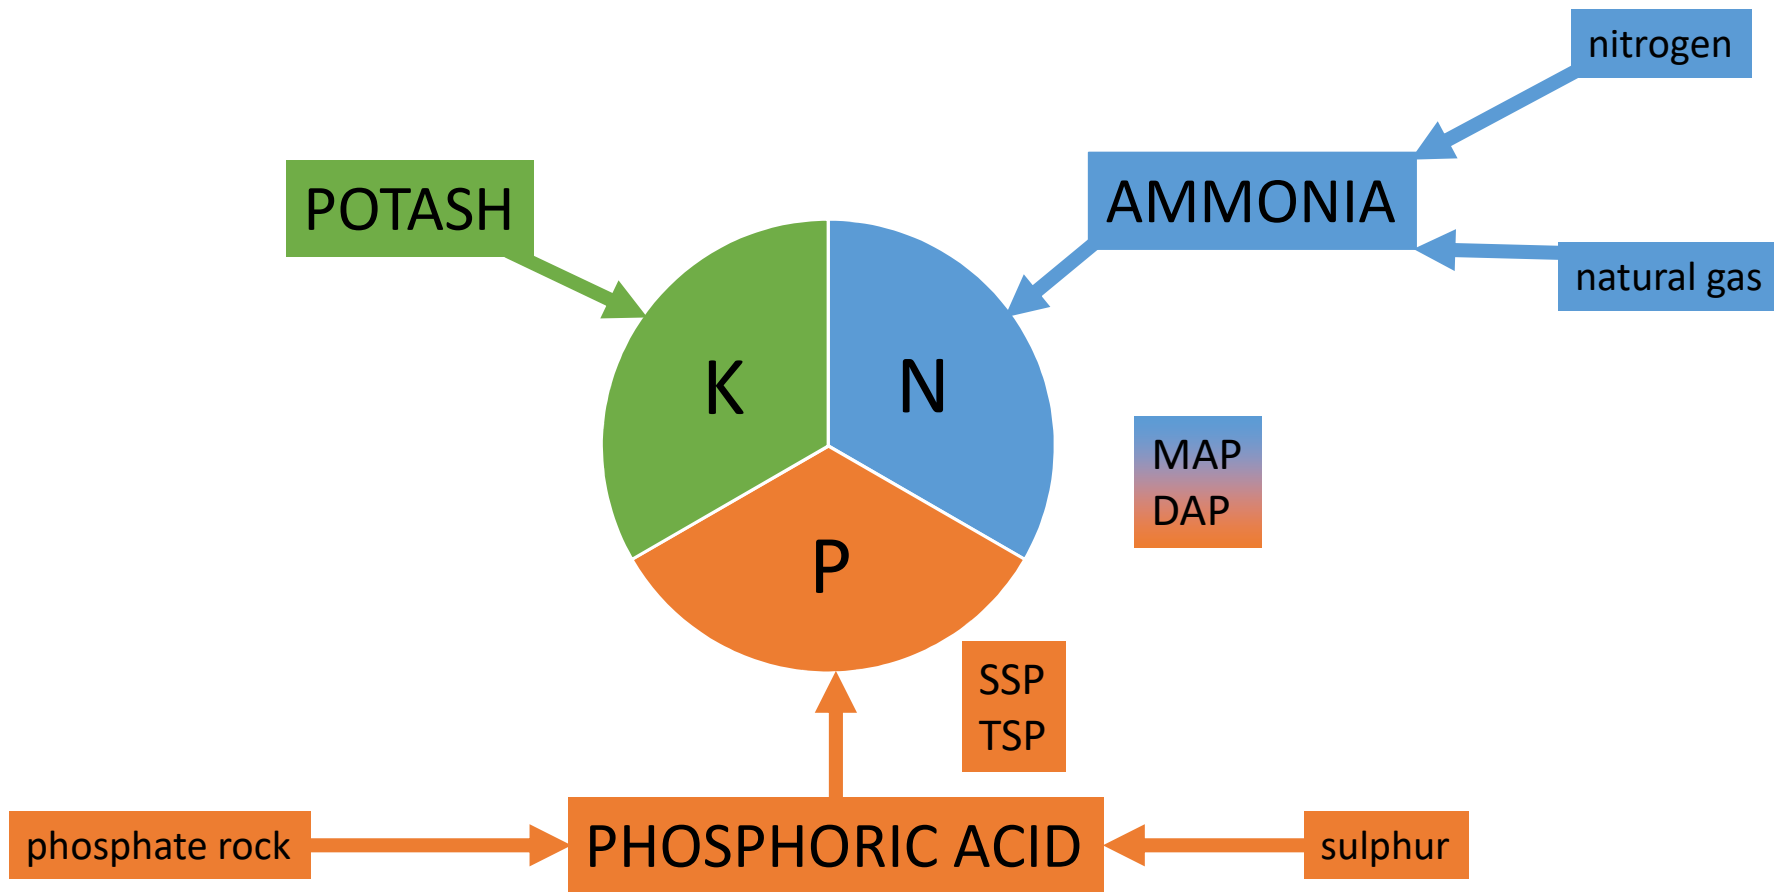 nitrogen
POTASH
AMMONIA
natural gas
K
N
MAP
DAP
P
SSP
TSP
phosphate rock
PHOSPHORIC ACID
sulphur